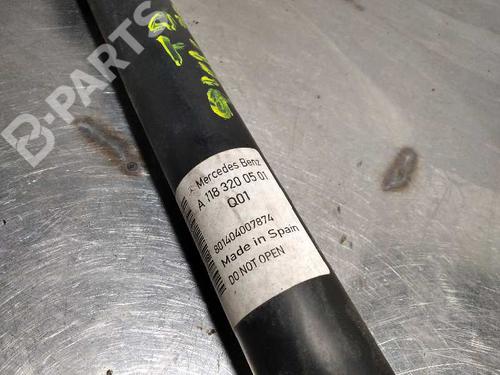 B-PARTS
Mercedes Benz
A 118 320 05 01
Q01
801404007874
Made in Spain
DO NOT OPEN